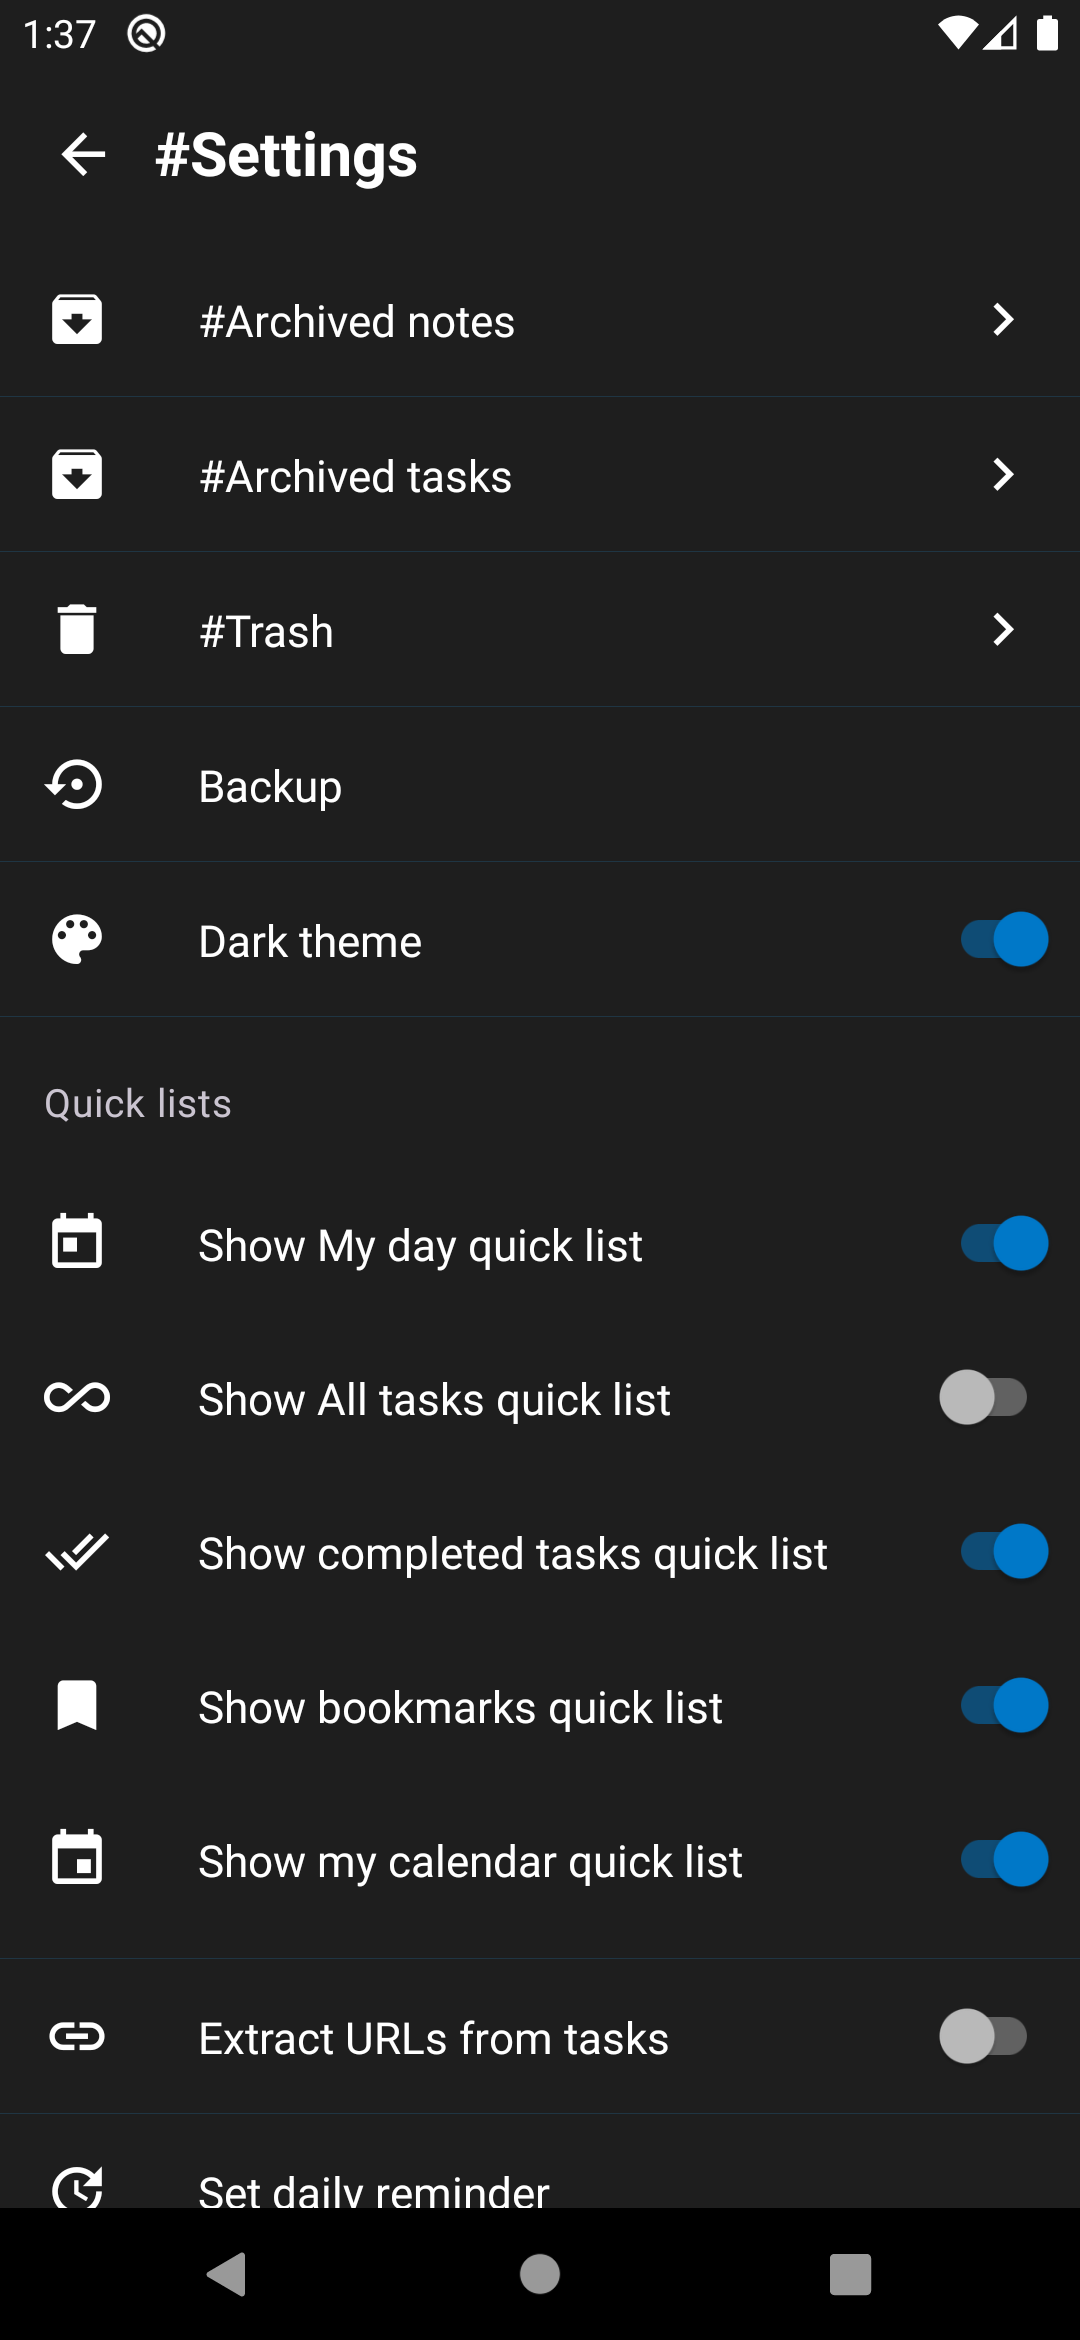 1:37
#Settings
#Archived notes
#Archived tasks
#Trash
Backup
Dark theme
Quick lists
Show My day quick list
Show All tasks quick list
Show completed tasks quick list
Show bookmarks quick list
Show my calendar quick list
Extract URLs from tasks
Set daily reminder